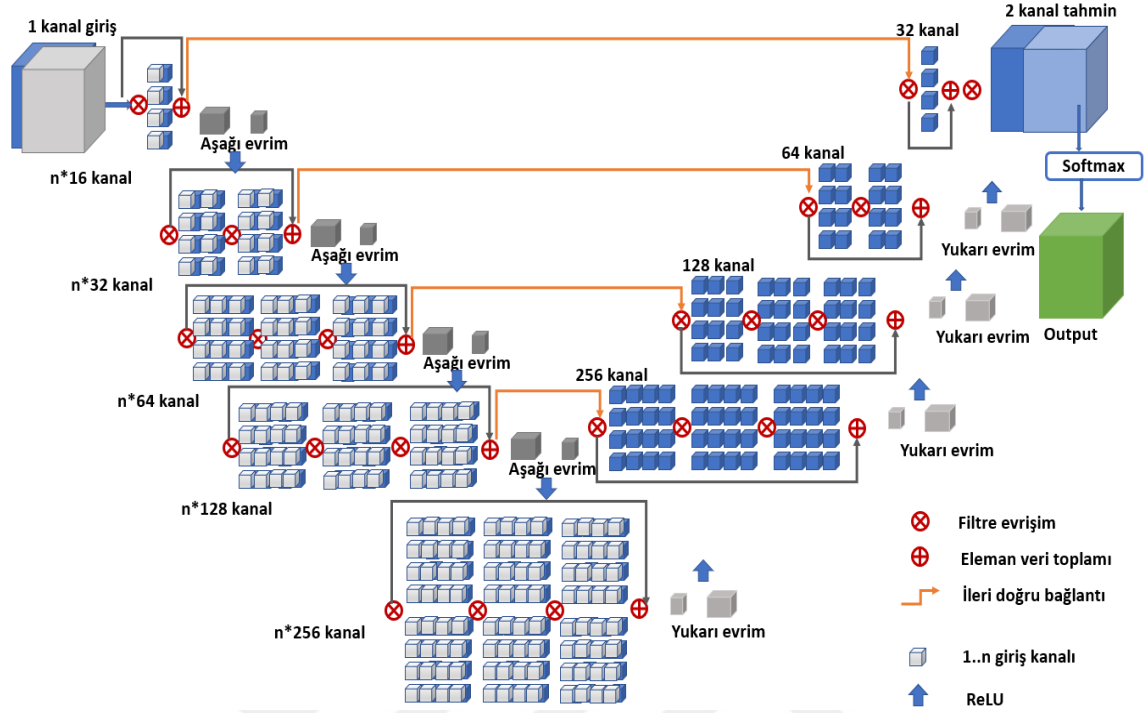 1 kanal giriş
2 kanal tahmin
32 kanal
Aşağı evrim
64 kanal
Softmax
n*16 kanal
Aşağı evrim
Yukarı evrim
128 kanal
n*32 kanal
Yukarı evrim
Output
Aşağı evrim
256 kanal
n*64 kanal
Yukarı evrim
Aşağı evrim
n*128 kanal
Filtre evrişim
Eleman veri toplamı
İleri doğru bağlantı
n*256 kanal
Yukarı evrim
1..n giriş kanalı
ReLU